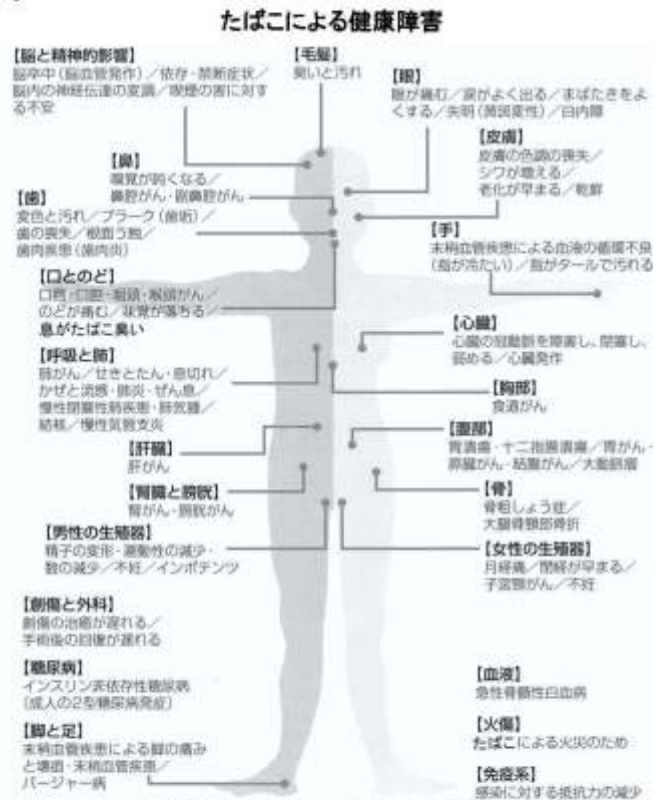 たばこによる健康障害
【脳と精神的影響】
脳卒中(脳血管発作)/依存・禁断症状/
脳内の神経伝達の変調/喫煙の害に対す
る不安
【毛髪】
臭いと汚れ
【眼】
眼が痛む/涙がよく出る/まばたきをよ
くする/失明(黄斑変性)/白内障
【鼻】
嗅覚が鈍くなる/
鼻腔がん・副鼻腔がん
【皮膚】
皮膚の色調の喪失/
シワが増える/
老化が早まる/乾癬
【歯】
変色と汚れ/プラーク(歯垢)/
歯の喪失/根面う蝕/
歯肉疾患(歯肉炎)
【手】
末梢血管疾患による血液の循環不良
(指が冷たい)/指がタールで汚れる
【口とのど】
口唇・口腔・咽頭・喉頭がん/
のどが痛む/味覚が落ちる/
息がたばこ臭い
【心臓】
心臓の冠動脈を障害し、閉塞し、
弱める/心臓発作
【呼吸と肺】
肺がん/せきとたん・息切れ/
かぜと流感・肺炎・ぜん息/
慢性閉塞性肺疾患・肺気腫/
結核/慢性気管支炎
【胸部】
食道がん
【肝臓】
肝がん
【腹部】
胃潰瘍・十二指腸潰瘍/胃がん・
膵臓がん・結腸がん/大動脈瘤
【腎臓と膀胱】
腎がん・膀胱がん
【骨】
骨粗しょう症/
大腿骨頸部骨折
【男性の生殖器】
精子の変形・運動性の減少・
数の減少/不妊/インポテンツ
【女性の生殖器】
月経痛/閉経が早まる/
子宮頸がん/不妊
【創傷と外科】
創傷の治癒が遅れる/
手術後の回復が遅れる
【糖尿病】
インスリン非依存性糖尿病
(成人の2型糖尿病発症)
【血液】
急性骨髄性白血病
【脚と足】
末梢血管疾患による脚の痛み
と壊疽・末梢血管疾患/
バージャー病
【火傷】
たばこによる火災のため
【免疫系】
感染に対する抵抗力の減少